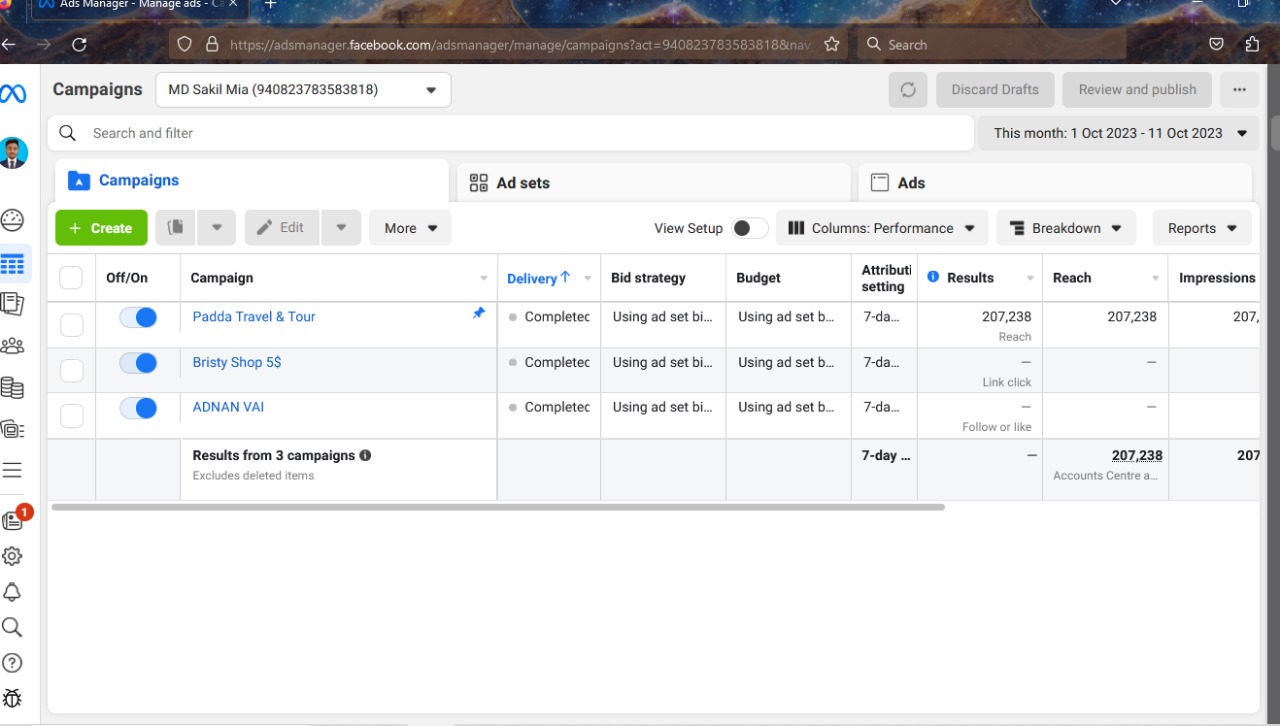 Ads Manager - Manage ads - C
https://adsmanager.facebook.com/adsmanager/manage/campaigns?act=940823783583818&nav
Search
Campaigns
MD Sakil Mia (940823783583818)
Discard Drafts
Review and publish
Search and filter
This month: 1 Oct 2023 - 11 Oct 2023
Campaigns
Ad sets
Ads
+ Create
Edit
More
View Setup
Columns: Performance
Breakdown
Reports
Off/On Campaign Delivery ↑ Bid strategy Budget Attributi setting Results Reach Impressions
Padda Travel & Tour Completec Using ad set bi... Using ad set b... 7-da... 207,238 207,238 207,
Reach
Bristy Shop 5$ Completec Using ad set bi... Using ad set b... 7-da... — —
Link click
ADNAN VAI Completec Using ad set bi... Using ad set b... 7-da... — —
Follow or like
Results from 3 campaigns 7-day ... — 207,238 207
Excludes deleted items Accounts Centre a...
1